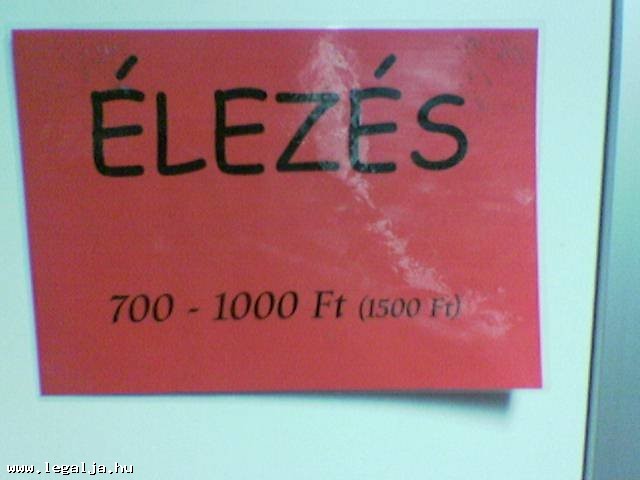 ÉLEZÉS
700 - 1000 Ft (1500 Ft)
www.legalja.hu